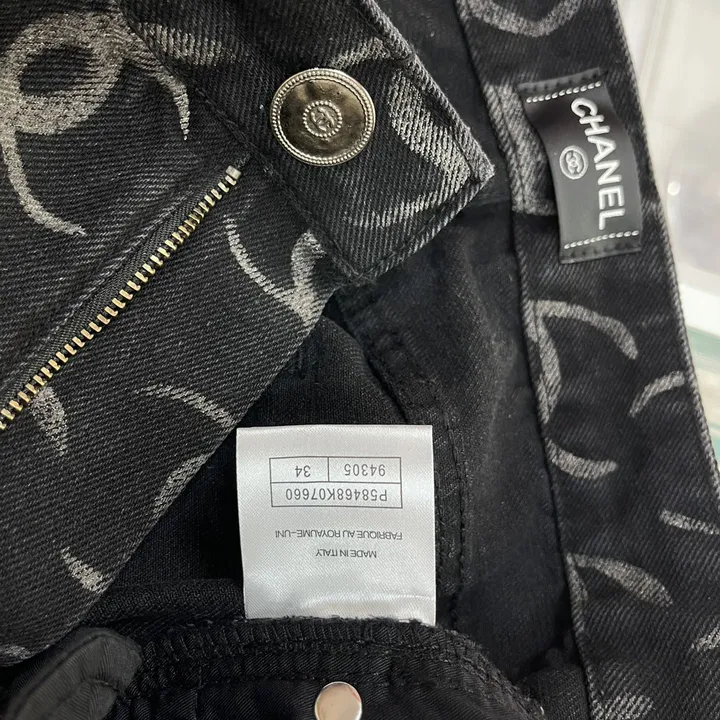 CHANEL
MADE IN ITALY
FABRIQUE AU ROYAUME-UNI
P58468K07660
94305 34